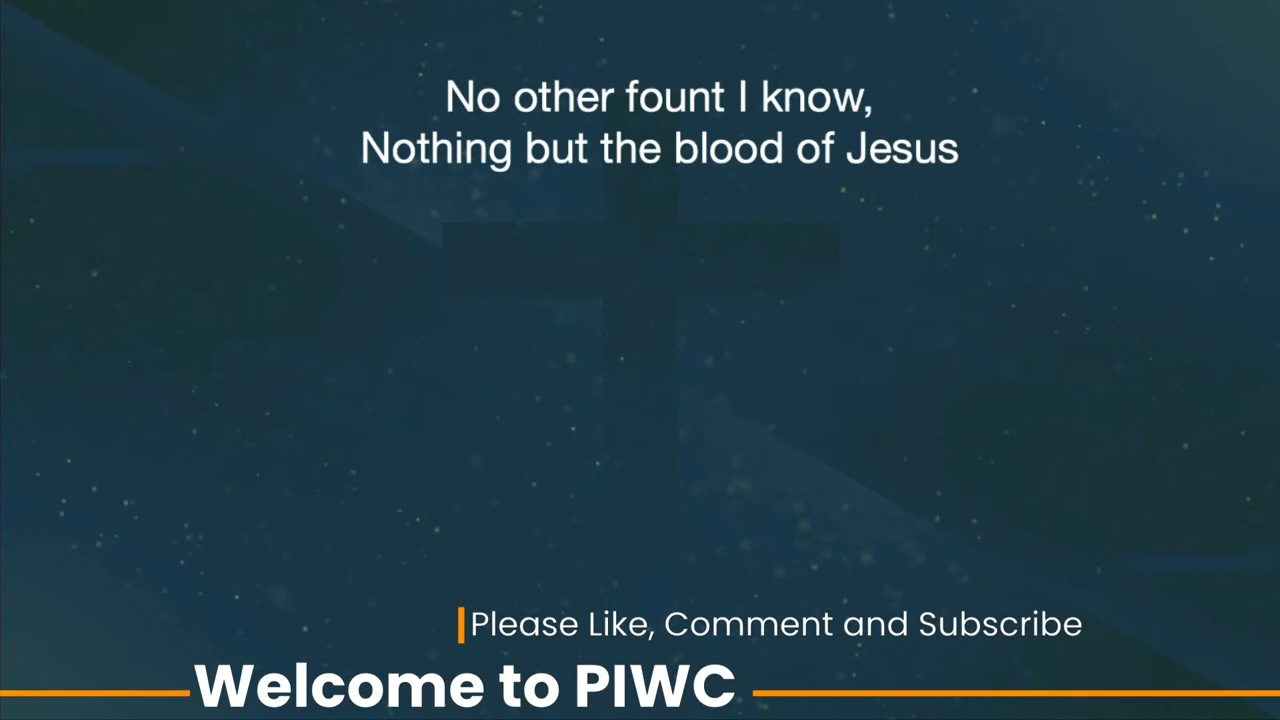 No other fount I know,
Nothing but the blood of Jesus
Please Like, Comment and Subscribe
Welcome to PIWC